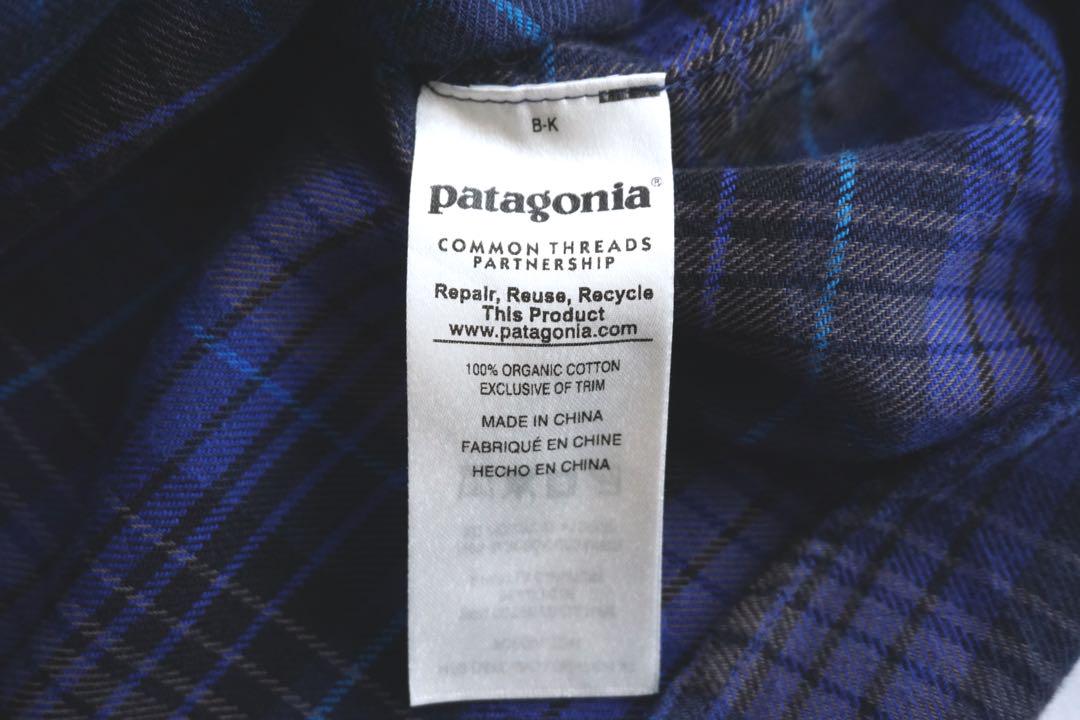 B-K
patagonia®
COMMON THREADS
PARTNERSHIP
Repair, Reuse, Recycle
This Product
www.patagonia.com
100% ORGANIC COTTON
EXCLUSIVE OF TRIM
MADE IN CHINA
FABRIQUÉ EN CHINE
HECHO EN CHINA